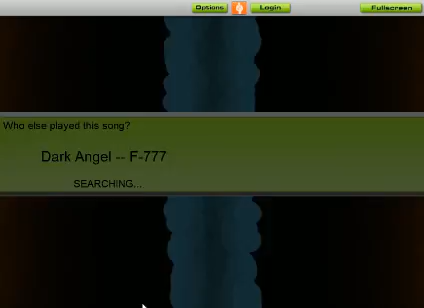 Options Login Fullscreen
Who else played this song?
Dark Angel -- F-777
SEARCHING...